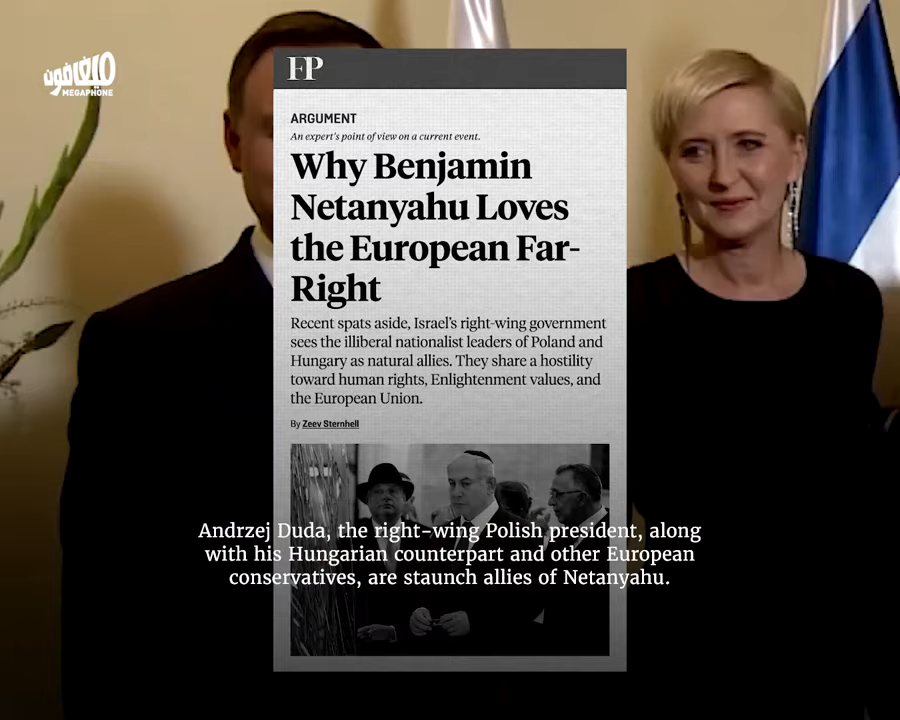 ميغافون
MEGAPHONE
FP
ARGUMENT
An expert's point of view on a current event.
Why Benjamin
Netanyahu Loves
the European Far-
Right
Recent spats aside, Israel's right-wing government
sees the illiberal nationalist leaders of Poland and
Hungary as natural allies. They share a hostility
toward human rights, Enlightenment values, and
the European Union.
By Zeev Sternhell
Andrzej Duda, the right-wing Polish president, along
with his Hungarian counterpart and other European
conservatives, are staunch allies of Netanyahu.